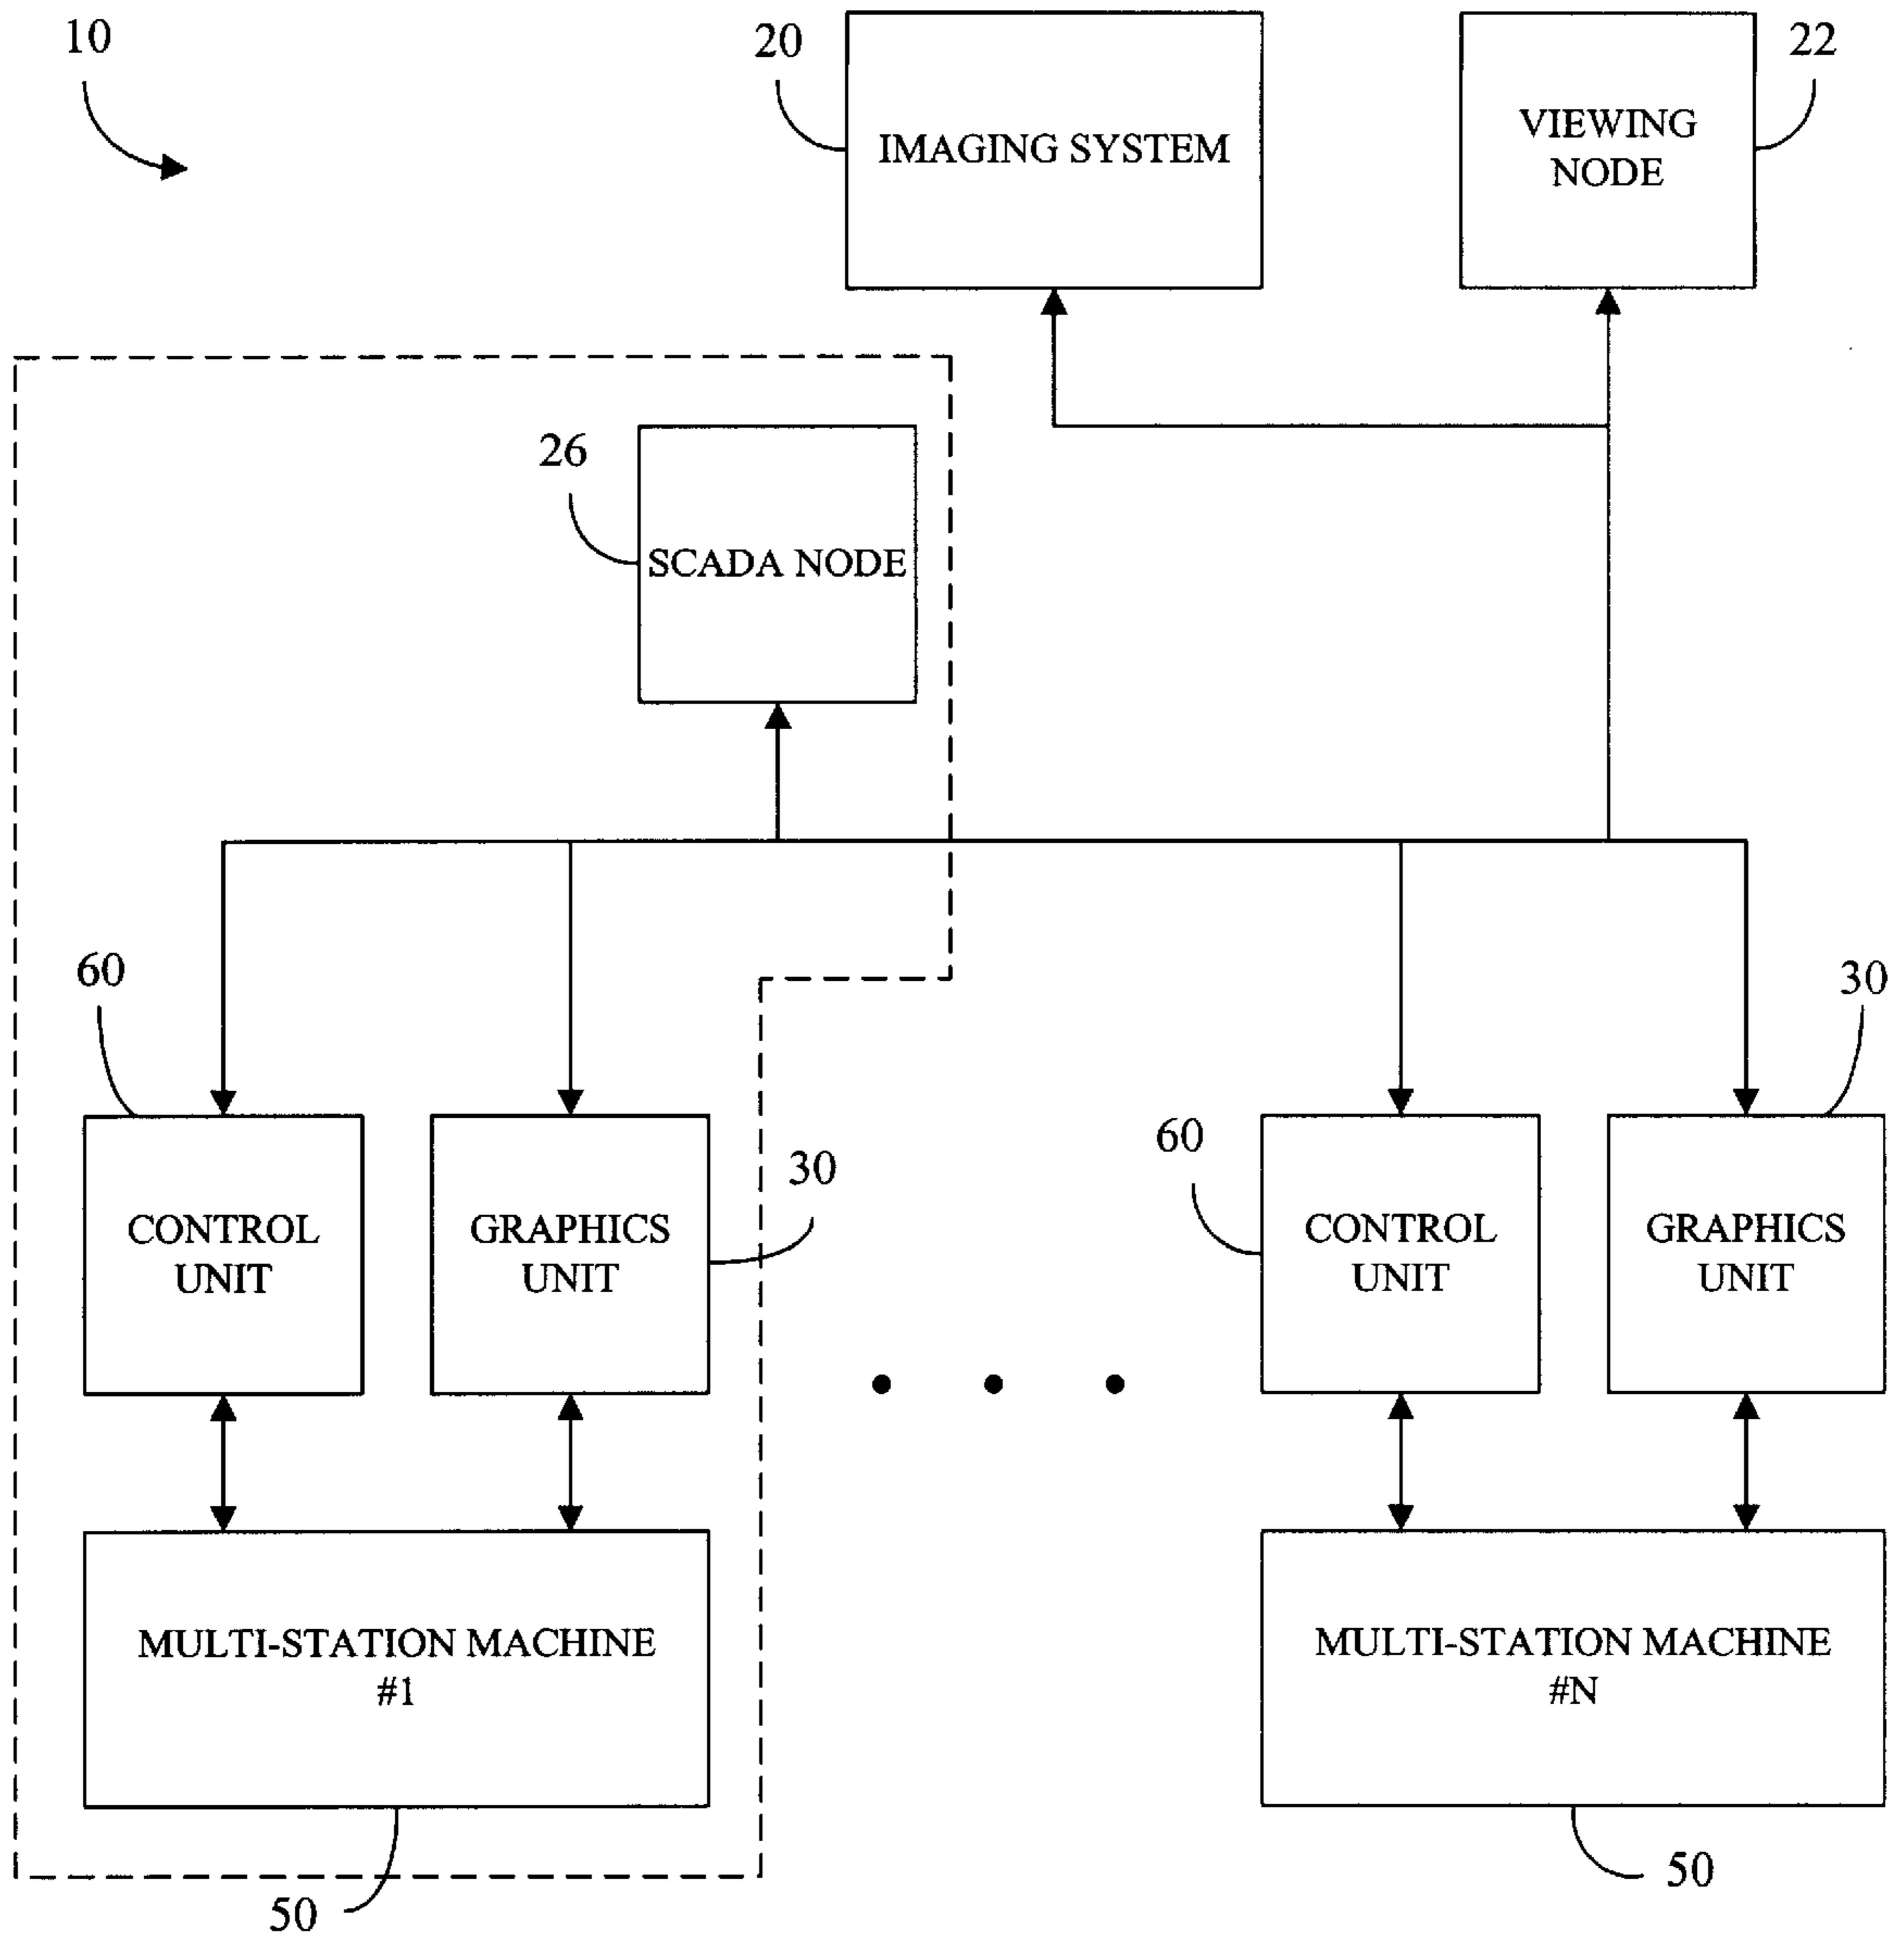 10
20
22
IMAGING SYSTEM
VIEWING
NODE
26
SCADA NODE
60
30
60
30
CONTROL
UNIT
GRAPHICS
UNIT
CONTROL
UNIT
GRAPHICS
UNIT
MULTI-STATION MACHINE
#1
MULTI-STATION MACHINE
#N
50
50